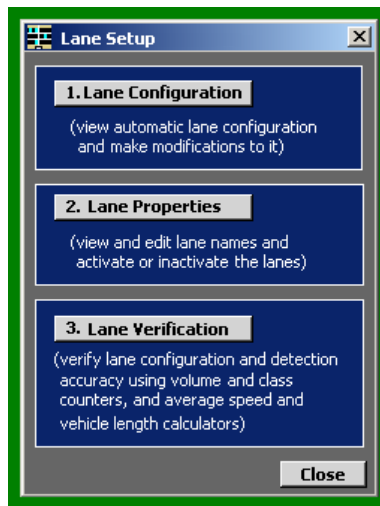 Lane Setup
1. Lane Configuration
(view automatic lane configuration
and make modifications to it)
2. Lane Properties
(view and edit lane names and
activate or inactivate the lanes)
3. Lane Verification
(verify lane configuration and detection
accuracy using volume and class
counters, and average speed and
vehicle length calculators)
Close